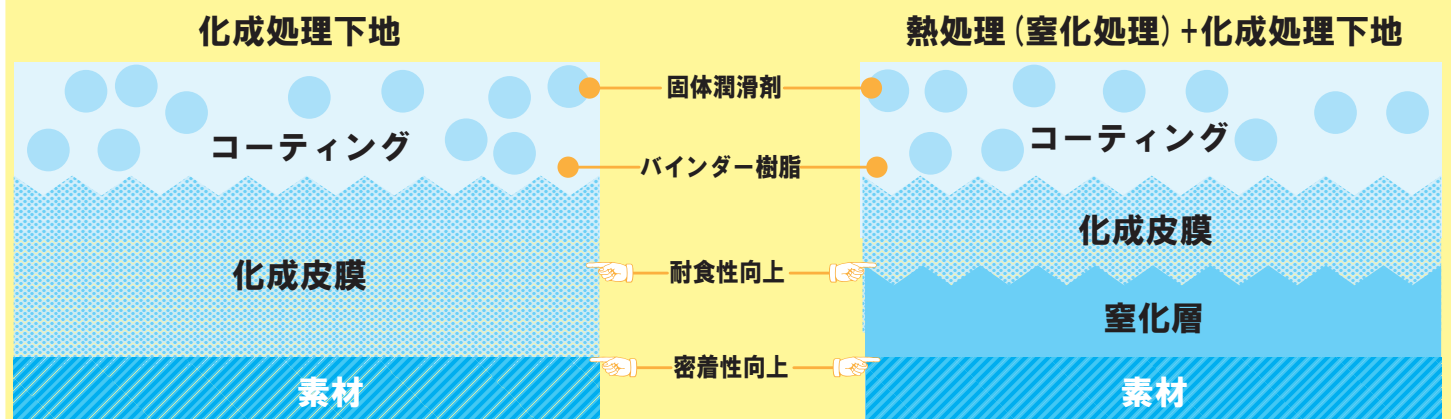 化成処理下地
熱処理(窒化処理)+化成処理下地
固体潤滑剤
コーティング
コーティング
バインダー樹脂
化成皮膜
化成皮膜
耐食性向上
窒化層
密着性向上
素材
素材